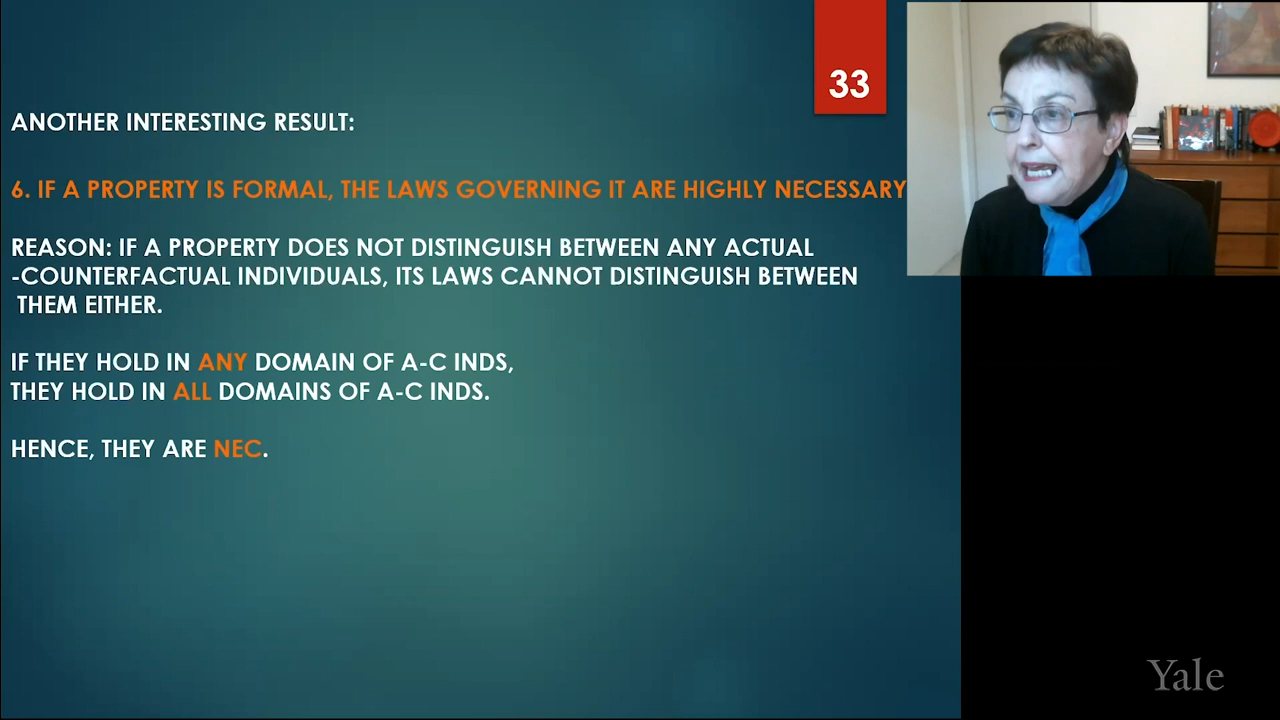 33
ANOTHER INTERESTING RESULT:
6. IF A PROPERTY IS FORMAL, THE LAWS GOVERNING IT ARE HIGHLY NECESSARY
REASON: IF A PROPERTY DOES NOT DISTINGUISH BETWEEN ANY ACTUAL
-COUNTERFACTUAL INDIVIDUALS, ITS LAWS CANNOT DISTINGUISH BETWEEN
THEM EITHER.
IF THEY HOLD IN ANY DOMAIN OF A-C INDS,
THEY HOLD IN ALL DOMAINS OF A-C INDS.
HENCE, THEY ARE NEC.
Yale